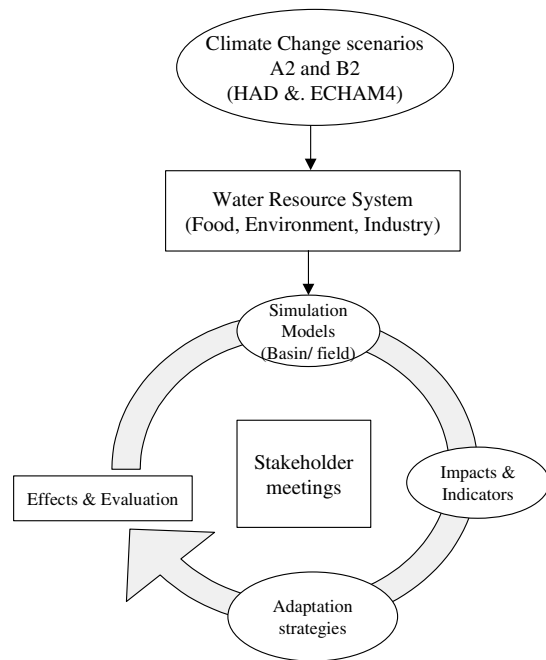 Climate Change scenarios
A2 and B2
(HAD &. ECHAM4)
Water Resource System
(Food, Environment, Industry)
Simulation
Models
(Basin/ field)
Stakeholder
meetings
Impacts &
Indicators
Effects & Evaluation
Adaptation
strategies